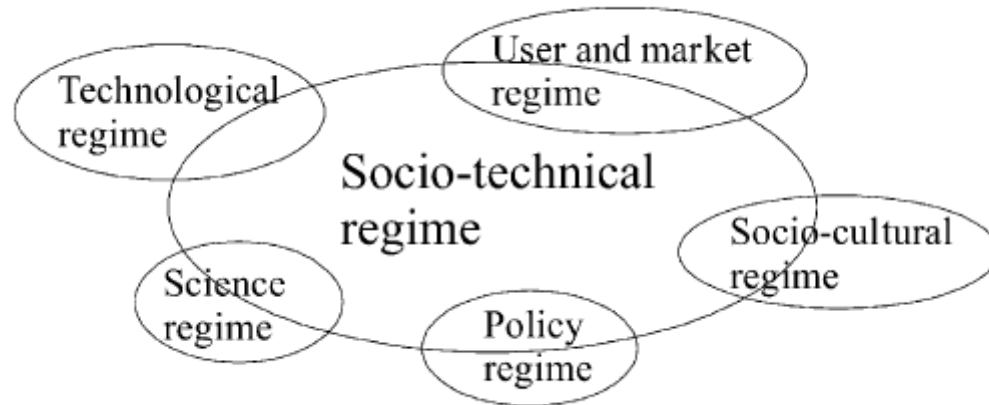 Technological
regime
User and market
regime
Socio-technical
regime
Socio-cultural
regime
Science
regime
Policy
regime